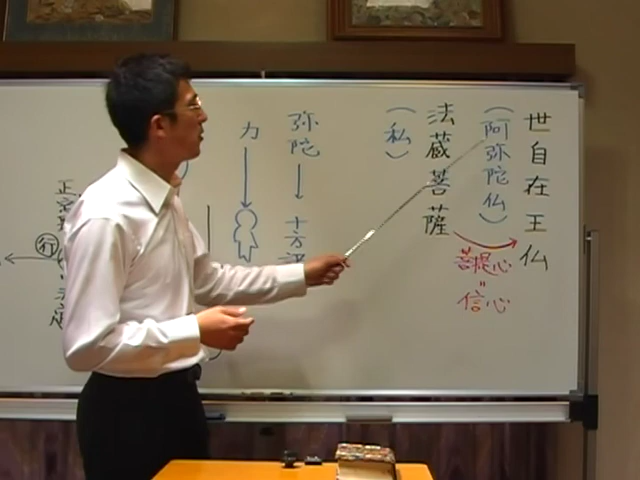 世自在王仏
(阿弥陀仏)
法蔵菩薩
菩提心
=
信心
(私)
弥陀
十方
力
行